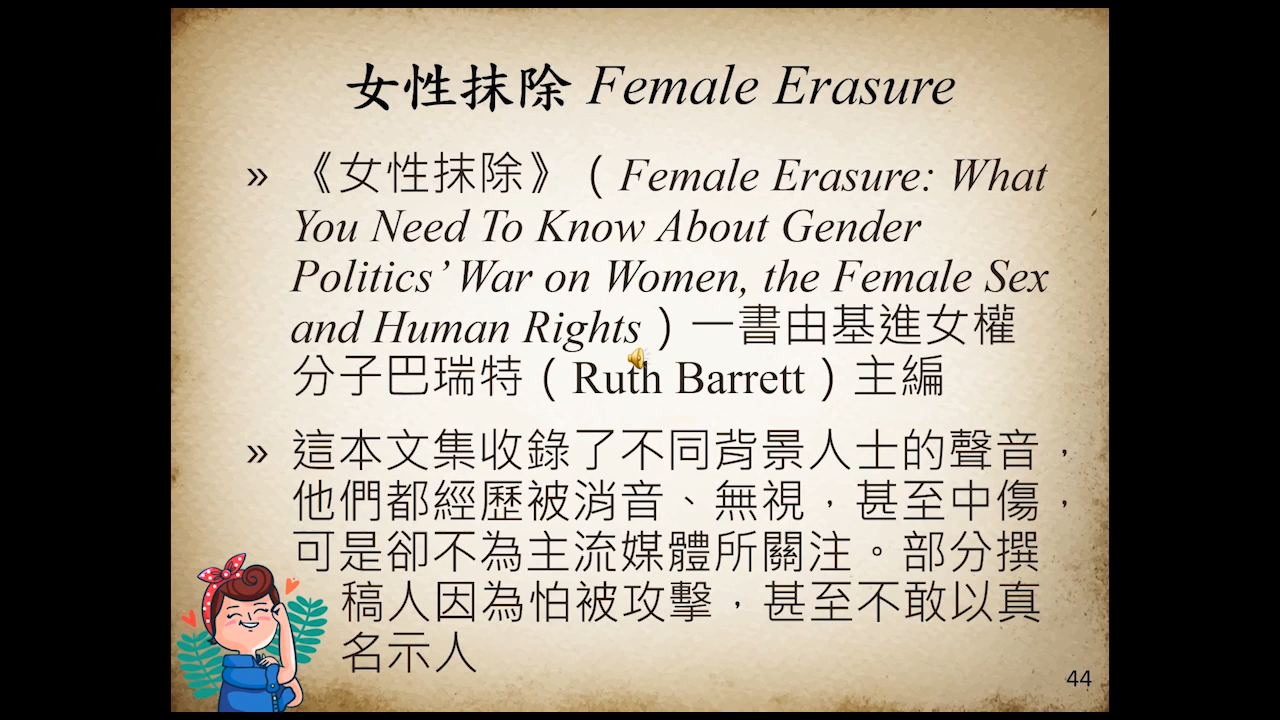 女性抹除 Female Erasure
» 《女性抹除》（Female Erasure: What
You Need To Know About Gender
Politics’ War on Women, the Female Sex
and Human Rights）一書由基進女權
分子巴瑞特（Ruth Barrett）主編
» 這本文集收錄了不同背景人士的聲音，
他們都經歷被消音、無視，甚至中傷，
可是卻不為主流媒體所關注。部分撰
稿人因為怕被攻擊，甚至不敢以真
名示人
44